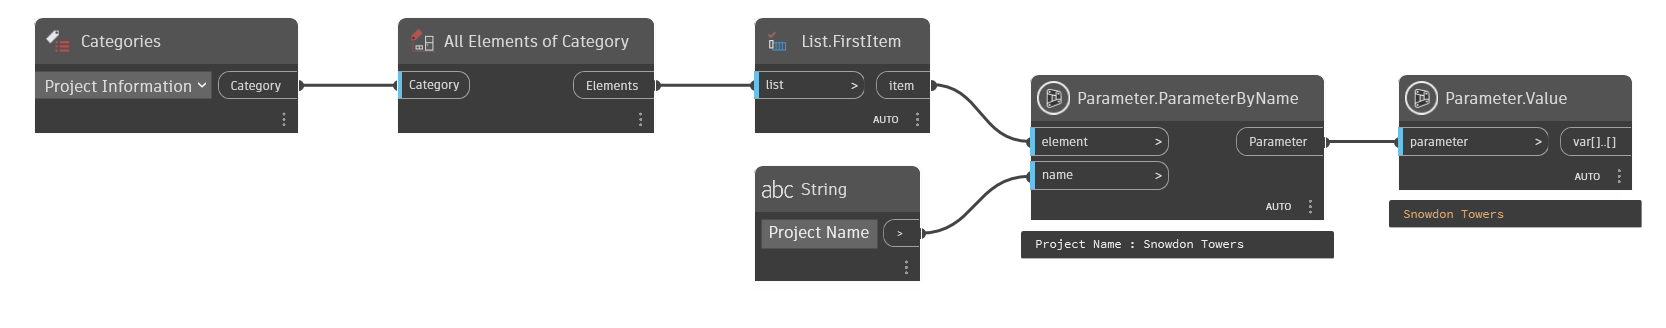 Categories
Project Information
Category
All Elements of Category
Category
Elements
List.FirstItem
list
>
item
AUTO
abc String
Project Name
>
Parameter.ParameterByName
element
>
Parameter
name
>
AUTO
Project Name : Snowdon Towers
Parameter.Value
parameter
>
var[]..[]
AUTO
Snowdon Towers